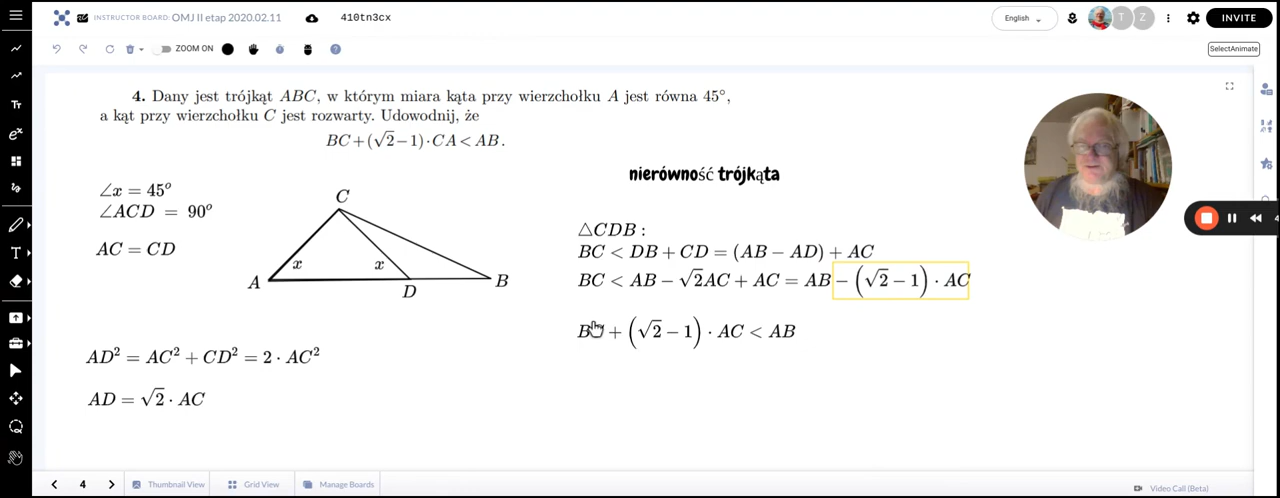 INSTRUCTOR BOARD: OMJ II etap 2020.02.11
410tn3cx
English
T
Z
INVITE
ZOOM ON
SelectAnimate
4. Dany jest trójkąt ABC, w którym miara kąta przy wierzchołku A jest równa 45°,
a kąt przy wierzchołku C jest rozwarty. Udowodnij, że
BC+(√2−1)·CA<AB.
nierówność trójkąta
∠x = 45°
∠ACD = 90°
AC = CD
C
x
x
A
D
B
△CDB :
BC < DB + CD = (AB − AD) + AC
BC < AB − √2AC + AC = AB − (√2 − 1) · AC
+ (√2 − 1) · AC < AB
AD² = AC² + CD² = 2 · AC²
AD = √2 · AC
Tr
T
4
Thumbnail View
Grid View
Manage Boards
Video Call (Beta)